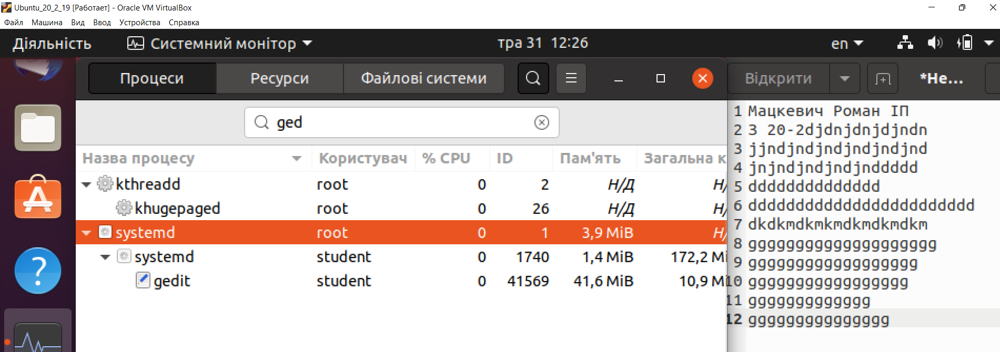 Ubuntu_20_2_19 [Работает] - Oracle VM VirtualBox
Файл Машина Вид Ввод Устройства Справка
Діяльність Системний монітор тра 31 12:26 en
Процеси Ресурси Файлові системи
Відкрити *Не...
ged
Назва процесу Користувач % CPU ID Пам'ять Загальна к
kthreadd root 0 2 Н/Д Н/
khugepaged root 0 26 Н/Д Н/
systemd root 0 1 3,9 MiB Н/
systemd student 0 1740 1,4 MiB 172,2 Mi
gedit student 0 41569 41,6 MiB 10,9 M
1 Мацкевич Роман ІП
2 З 20-2djdnjdnjdjndn
3 jjndjndjndjndjndjnd
4 jnjndjndjndjnddddd
5 dddddddddddddd
6 dddddddddddddddddddddddd
7 dkdkmdkmkmdkmdkmdkm
8 gggggggggggggggggggg
9 gggggggggggggggggg
10 ggggggggggggggggg
11 ggggggggggggg
12 ggggggggggggggg